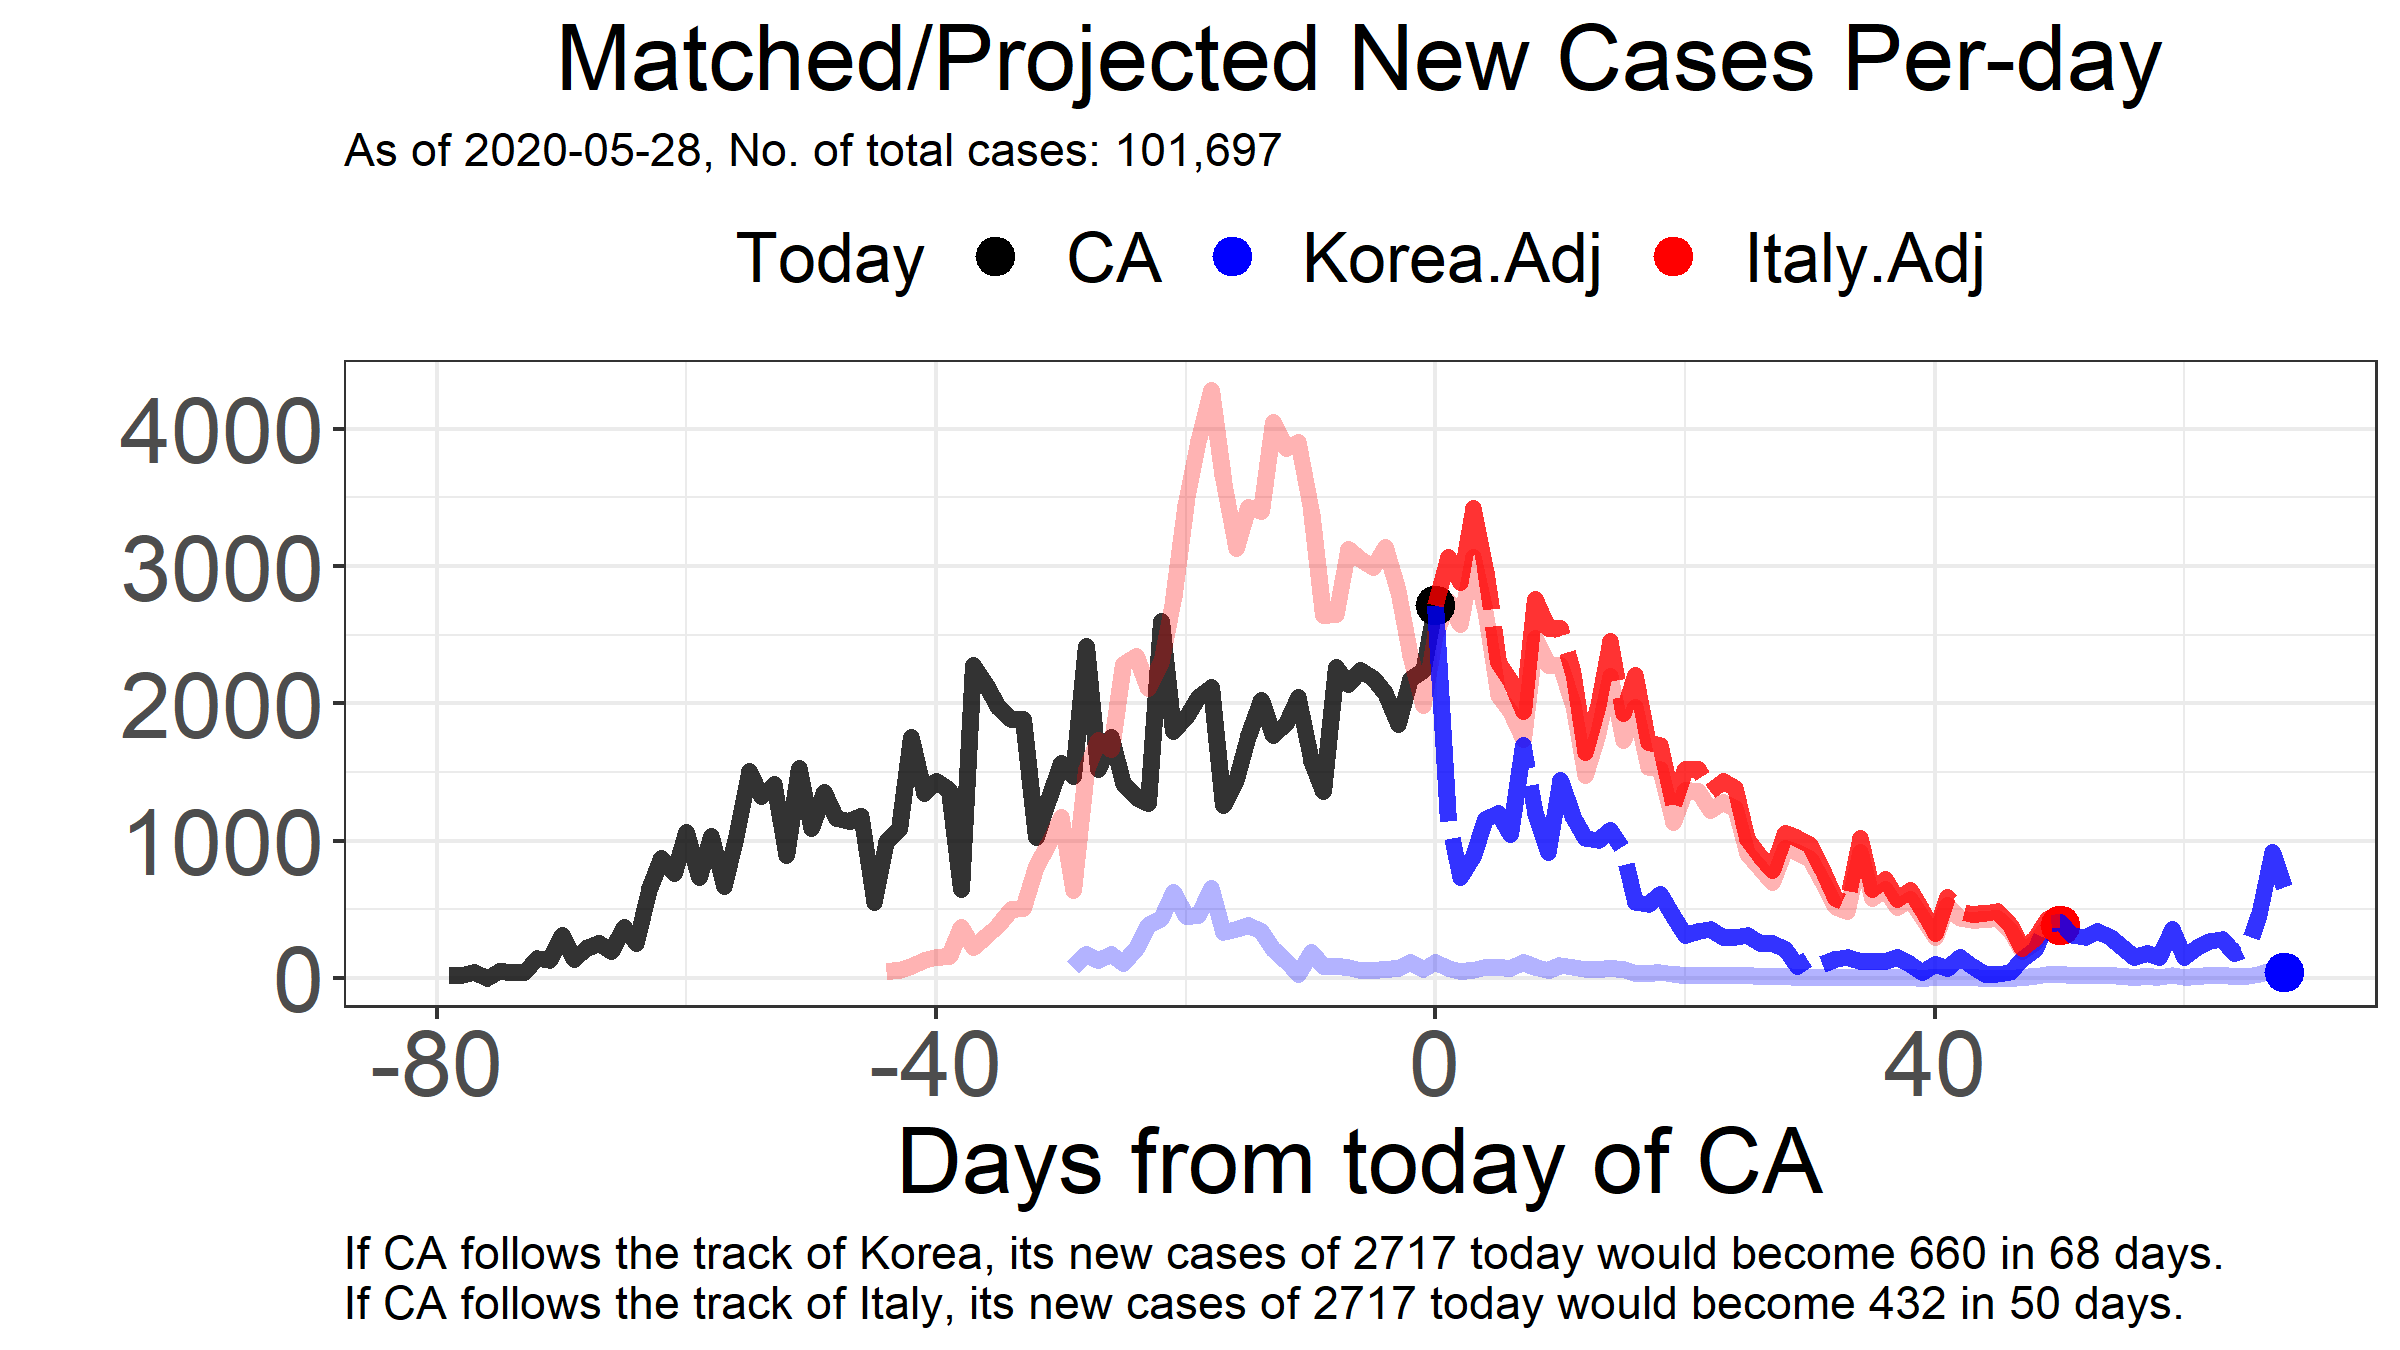 Matched/Projected New Cases Per-day
As of 2020-05-28, No. of total cases: 101,697
Today CA Korea.Adj Italy.Adj
4000
3000
2000
1000
0
-80 -40 0 40
Days from today of CA
If CA follows the track of Korea, its new cases of 2717 today would become 660 in 68 days.
If CA follows the track of Italy, its new cases of 2717 today would become 432 in 50 days.